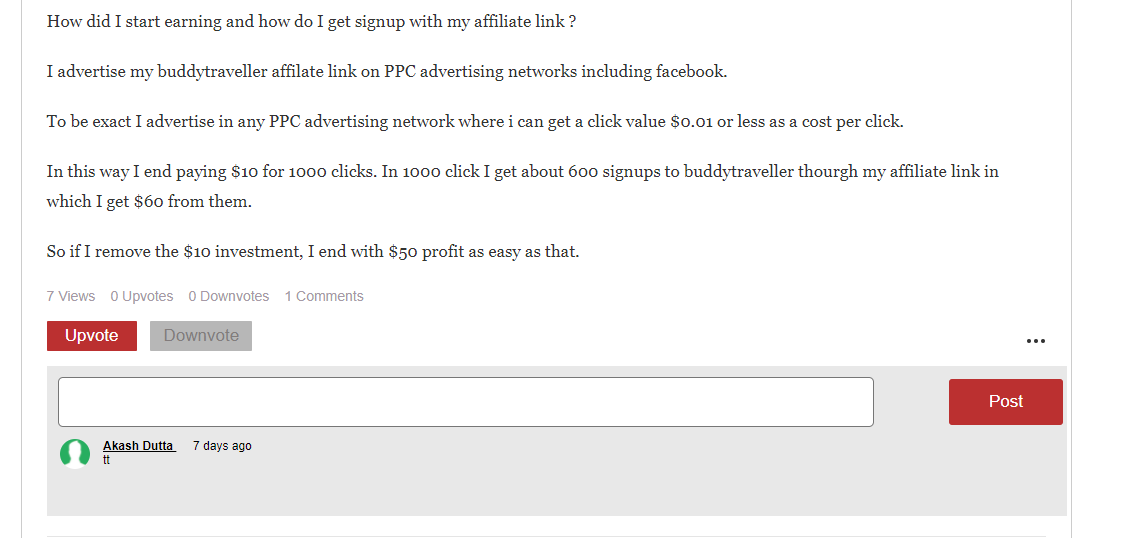 How did I start earning and how do I get signup with my affiliate link ?
I advertise my buddytraveller affilate link on PPC advertising networks including facebook.
To be exact I advertise in any PPC advertising network where i can get a click value $0.01 or less as a cost per click.
In this way I end paying $10 for 1000 clicks. In 1000 click I get about 600 signups to buddytraveller thourgh my affiliate link in
which I get $60 from them.
So if I remove the $10 investment, I end with $50 profit as easy as that.
7 Views 0 Upvotes 0 Downvotes 1 Comments
Upvote Downvote
Post
Akash Dutta 7 days ago
tt